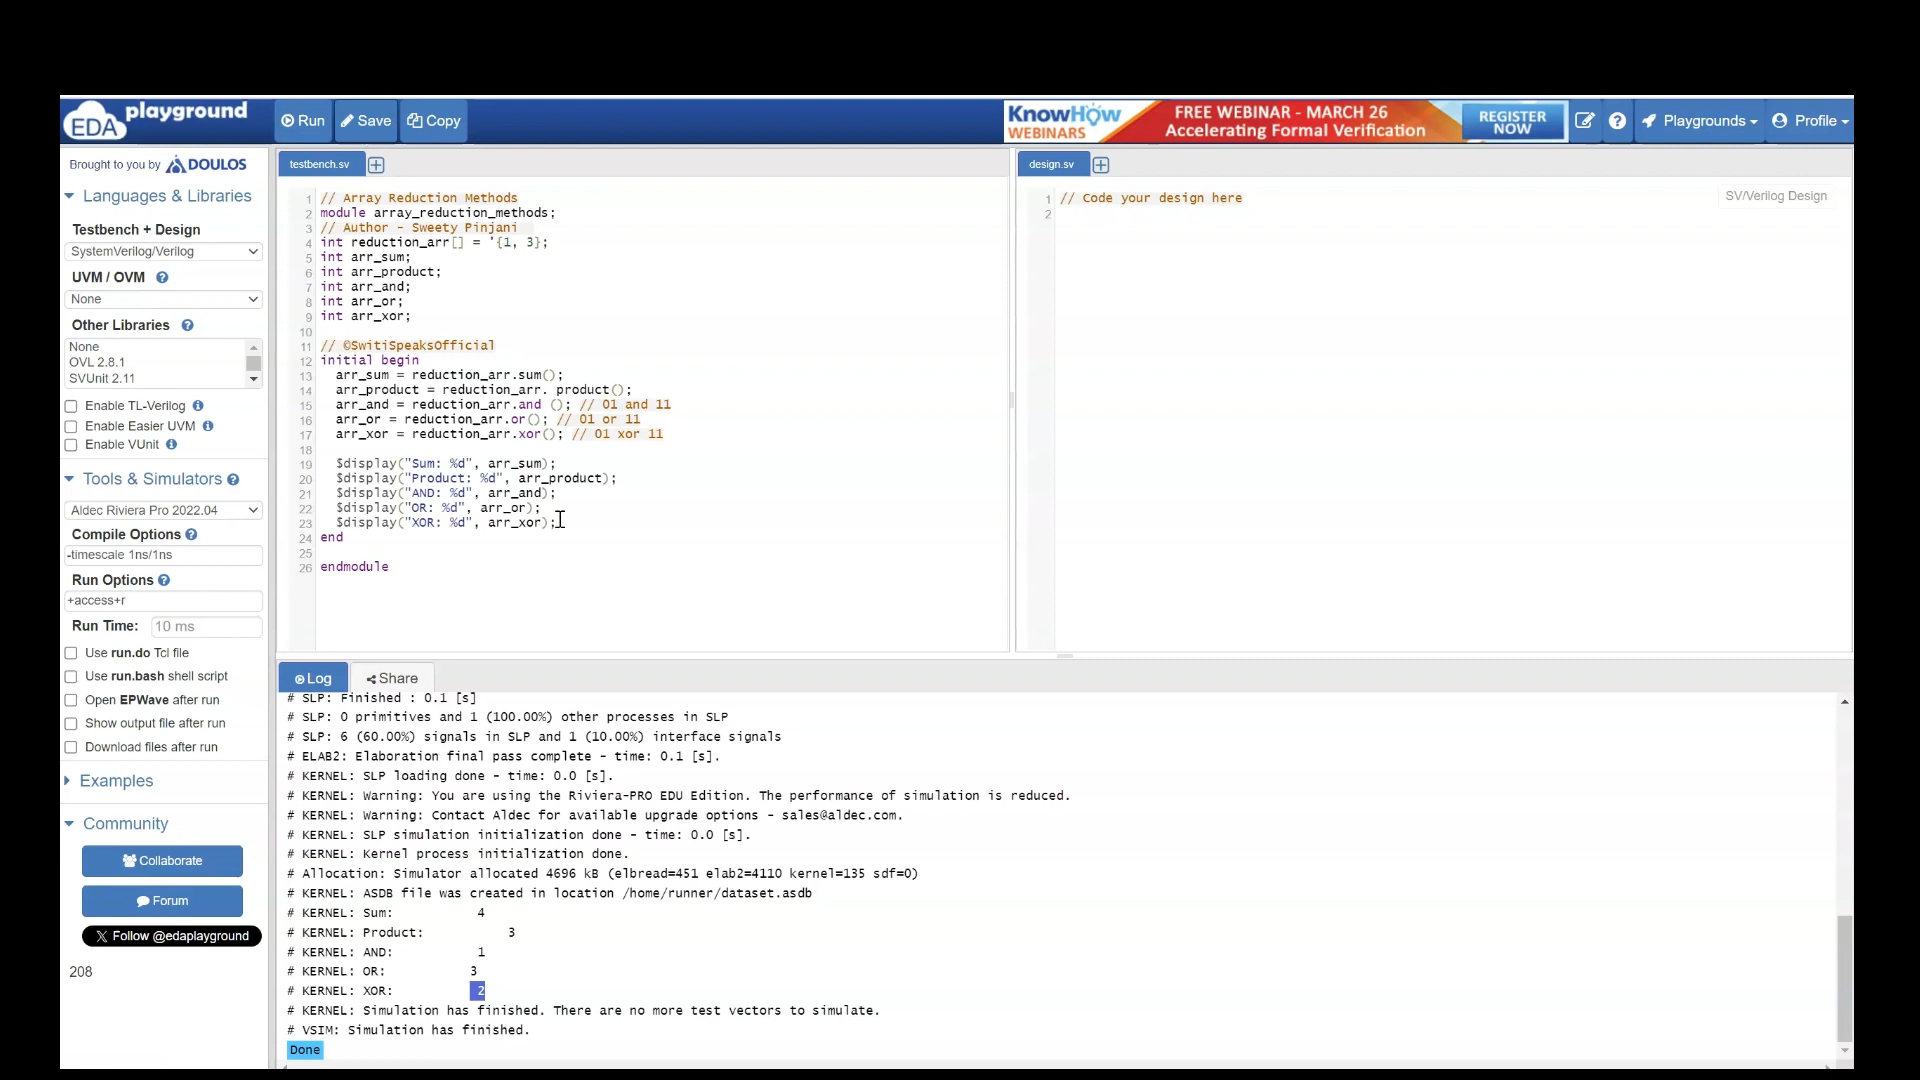 EDA playground
Run
Save
Copy
KnowHow WEBINARS
FREE WEBINAR - MARCH 26
Accelerating Formal Verification
REGISTER NOW
Playgrounds
Profile
Brought to you by DOULOS
Languages & Libraries
Testbench + Design
SystemVerilog/Verilog
UVM / OVM
None
Other Libraries
None
OVL 2.8.1
SVUnit 2.11
Enable TL-Verilog
Enable Easier UVM
Enable VUnit
Tools & Simulators
Aldec Riviera Pro 2022.04
Compile Options
-timescale 1ns/1ns
Run Options
+access+r
Run Time: 10 ms
Use run.do Tcl file
Use run.bash shell script
Open EPWave after run
Show output file after run
Download files after run
Examples
Community
Collaborate
Forum
X Follow @edaplayground
208
testbench.sv
1 // Array Reduction Methods
2 module array_reduction_methods;
3 // Author - Sweety Pinjani
4 int reduction_arr[] = '{1, 3};
5 int arr_sum;
6 int arr_product;
7 int arr_and;
8 int arr_or;
9 int arr_xor;
10
11 // ©SwitiSpeaksOfficial
12 initial begin
13 arr_sum = reduction_arr.sum();
14 arr_product = reduction_arr. product();
15 arr_and = reduction_arr.and (); // 01 and 11
16 arr_or = reduction_arr.or(); // 01 or 11
17 arr_xor = reduction_arr.xor(); // 01 xor 11
18
19 $display("Sum: %d", arr_sum);
20 $display("Product: %d", arr_product);
21 $display("AND: %d", arr_and);
22 $display("OR: %d", arr_or);
23 $display("XOR: %d", arr_xor);
24 end
25
26 endmodule
design.sv
1 // Code your design here
2
SV/Verilog Design
Log
Share
# SLP: Finished : 0.1 [s]
# SLP: 0 primitives and 1 (100.00%) other processes in SLP
# SLP: 6 (60.00%) signals in SLP and 1 (10.00%) interface signals
# ELAB2: Elaboration final pass complete - time: 0.1 [s].
# KERNEL: SLP loading done - time: 0.0 [s].
# KERNEL: Warning: You are using the Riviera-PRO EDU Edition. The performance of simulation is reduced.
# KERNEL: Warning: Contact Aldec for available upgrade options - sales@aldec.com.
# KERNEL: SLP simulation initialization done - time: 0.0 [s].
# KERNEL: Kernel process initialization done.
# Allocation: Simulator allocated 4696 kB (elbread=451 elab2=4110 kernel=135 sdf=0)
# KERNEL: ASDB file was created in location /home/runner/dataset.asdb
# KERNEL: Sum: 4
# KERNEL: Product: 3
# KERNEL: AND: 1
# KERNEL: OR: 3
# KERNEL: XOR: 2
# KERNEL: Simulation has finished. There are no more test vectors to simulate.
# VSIM: Simulation has finished.
Done